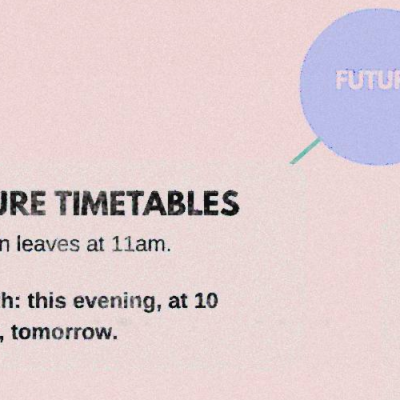 FUTUR
URE TIMETABLES
n leaves at 11am.
h: this evening, at 10
, tomorrow.